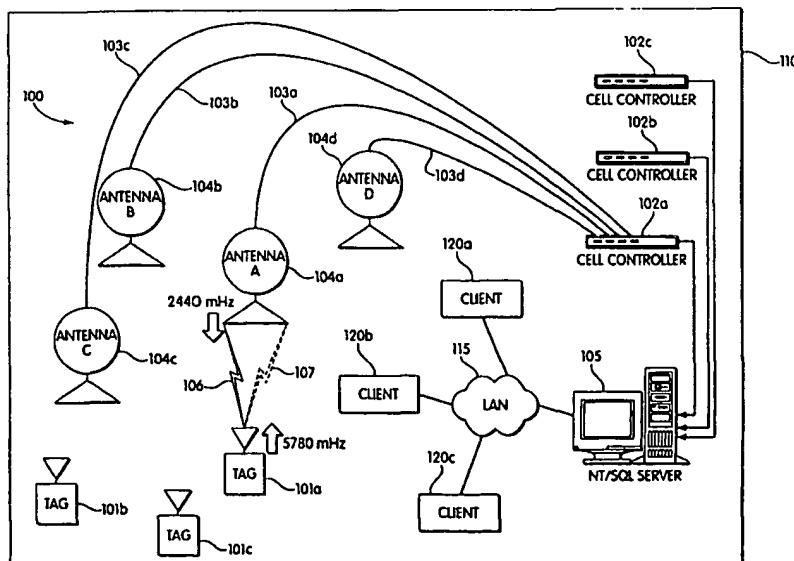 103c
102c
110
103a
CELL CONTROLLER
103b
100
102b
104d
ANTENNA
B
104b
ANTENNA
D
103d
CELL CONTROLLER
102a
ANTENNA
A
104a
120a
CELL CONTROLLER
2440 mHz
CLIENT
ANTENNA
C
104c
120b
106
107
115
105
CLIENT
LAN
5780 mHz
TAG
101a
120c
NT/SQL SERVER
TAG
101b
TAG
101c
CLIENT